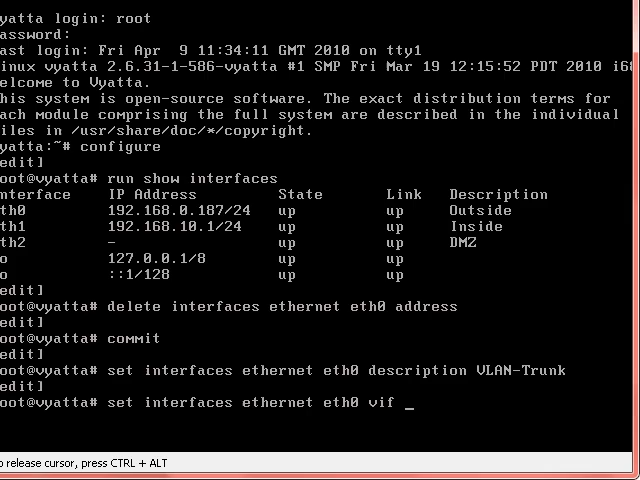 yatta login: root
assword:
ast login: Fri Apr  9 11:34:11 GMT 2010 on tty1
inux vyatta 2.6.31-1-586-vyatta #1 SMP Fri Mar 19 12:15:52 PDT 2010 i68
elcome to Vyatta.
his system is open-source software. The exact distribution terms for
ach module comprising the full system are described in the individual
iles in /usr/share/doc/*/copyright.
yatta:~# configure
edit]
oot@vyatta# run show interfaces
nterface    IP Address         State       Link   Description
th0         192.168.0.187/24   up          up     Outside
th1         192.168.10.1/24    up          up     Inside
th2         -                  up          up     DMZ
o           127.0.0.1/8        up          up
o           ::1/128            up          up
edit]
oot@vyatta# delete interfaces ethernet eth0 address
edit]
oot@vyatta# commit
edit]
oot@vyatta# set interfaces ethernet eth0 description VLAN-Trunk
edit]
oot@vyatta# set interfaces ethernet eth0 vif _
o release cursor, press CTRL + ALT